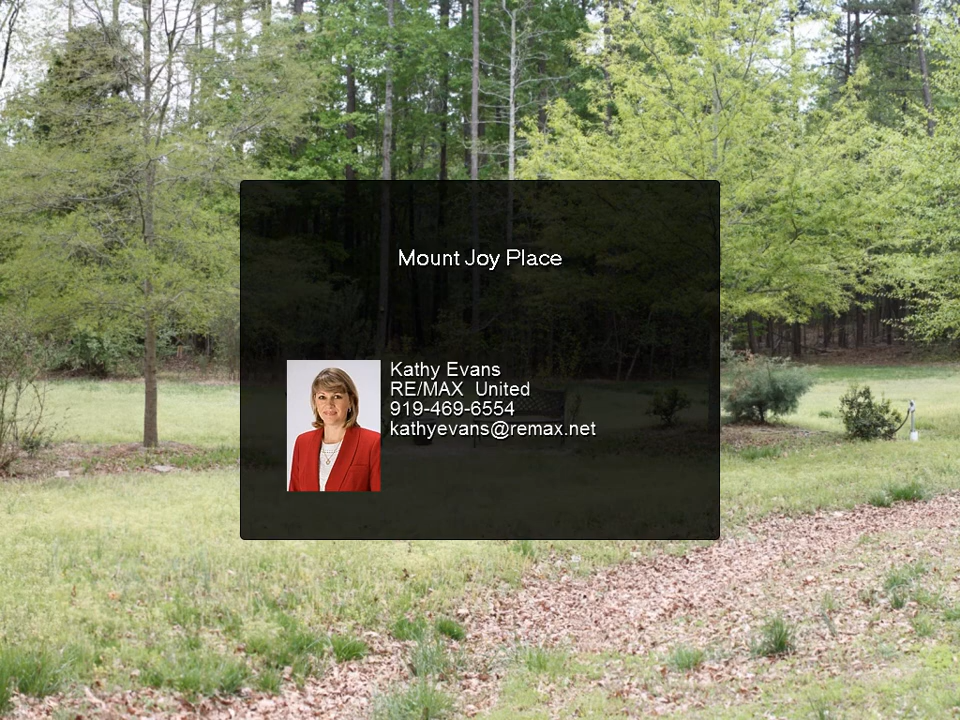 Mount Joy Place
Kathy Evans
RE/MAX United
919-469-6554
kathyevans@remax.net